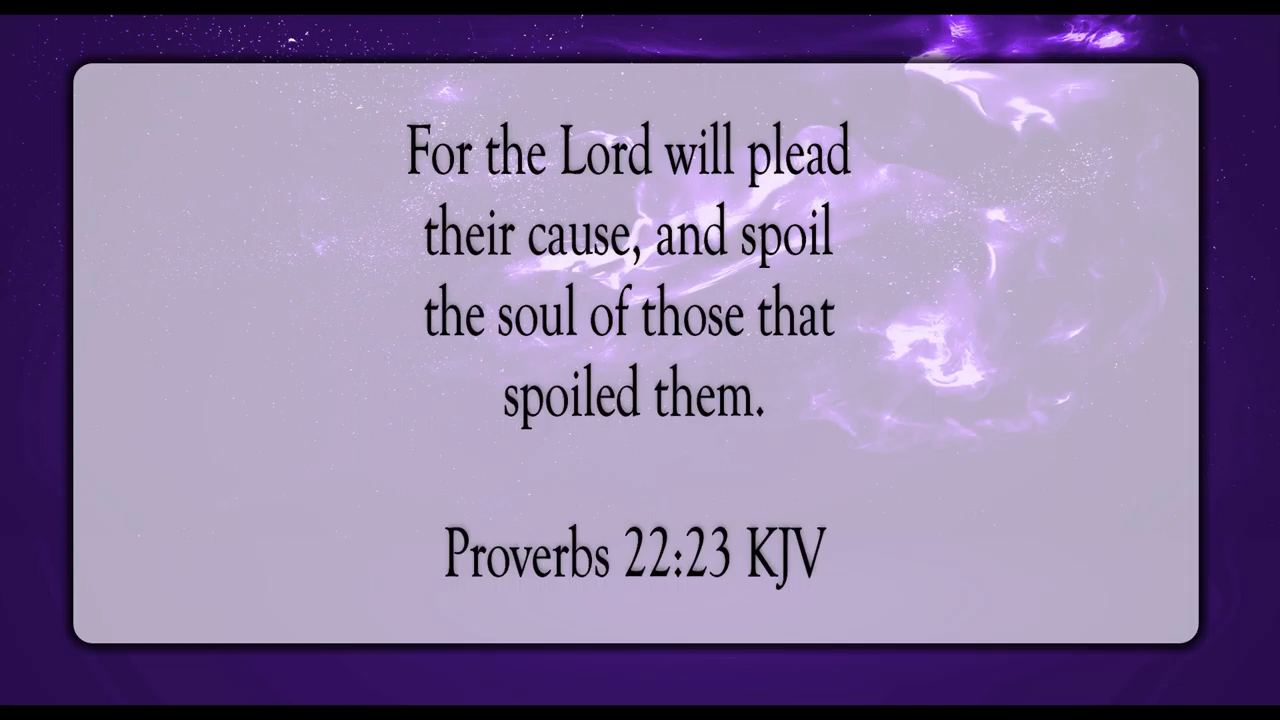 For the Lord will plead
their cause, and spoil
the soul of those that
spoiled them.
Proverbs 22:23 KJV